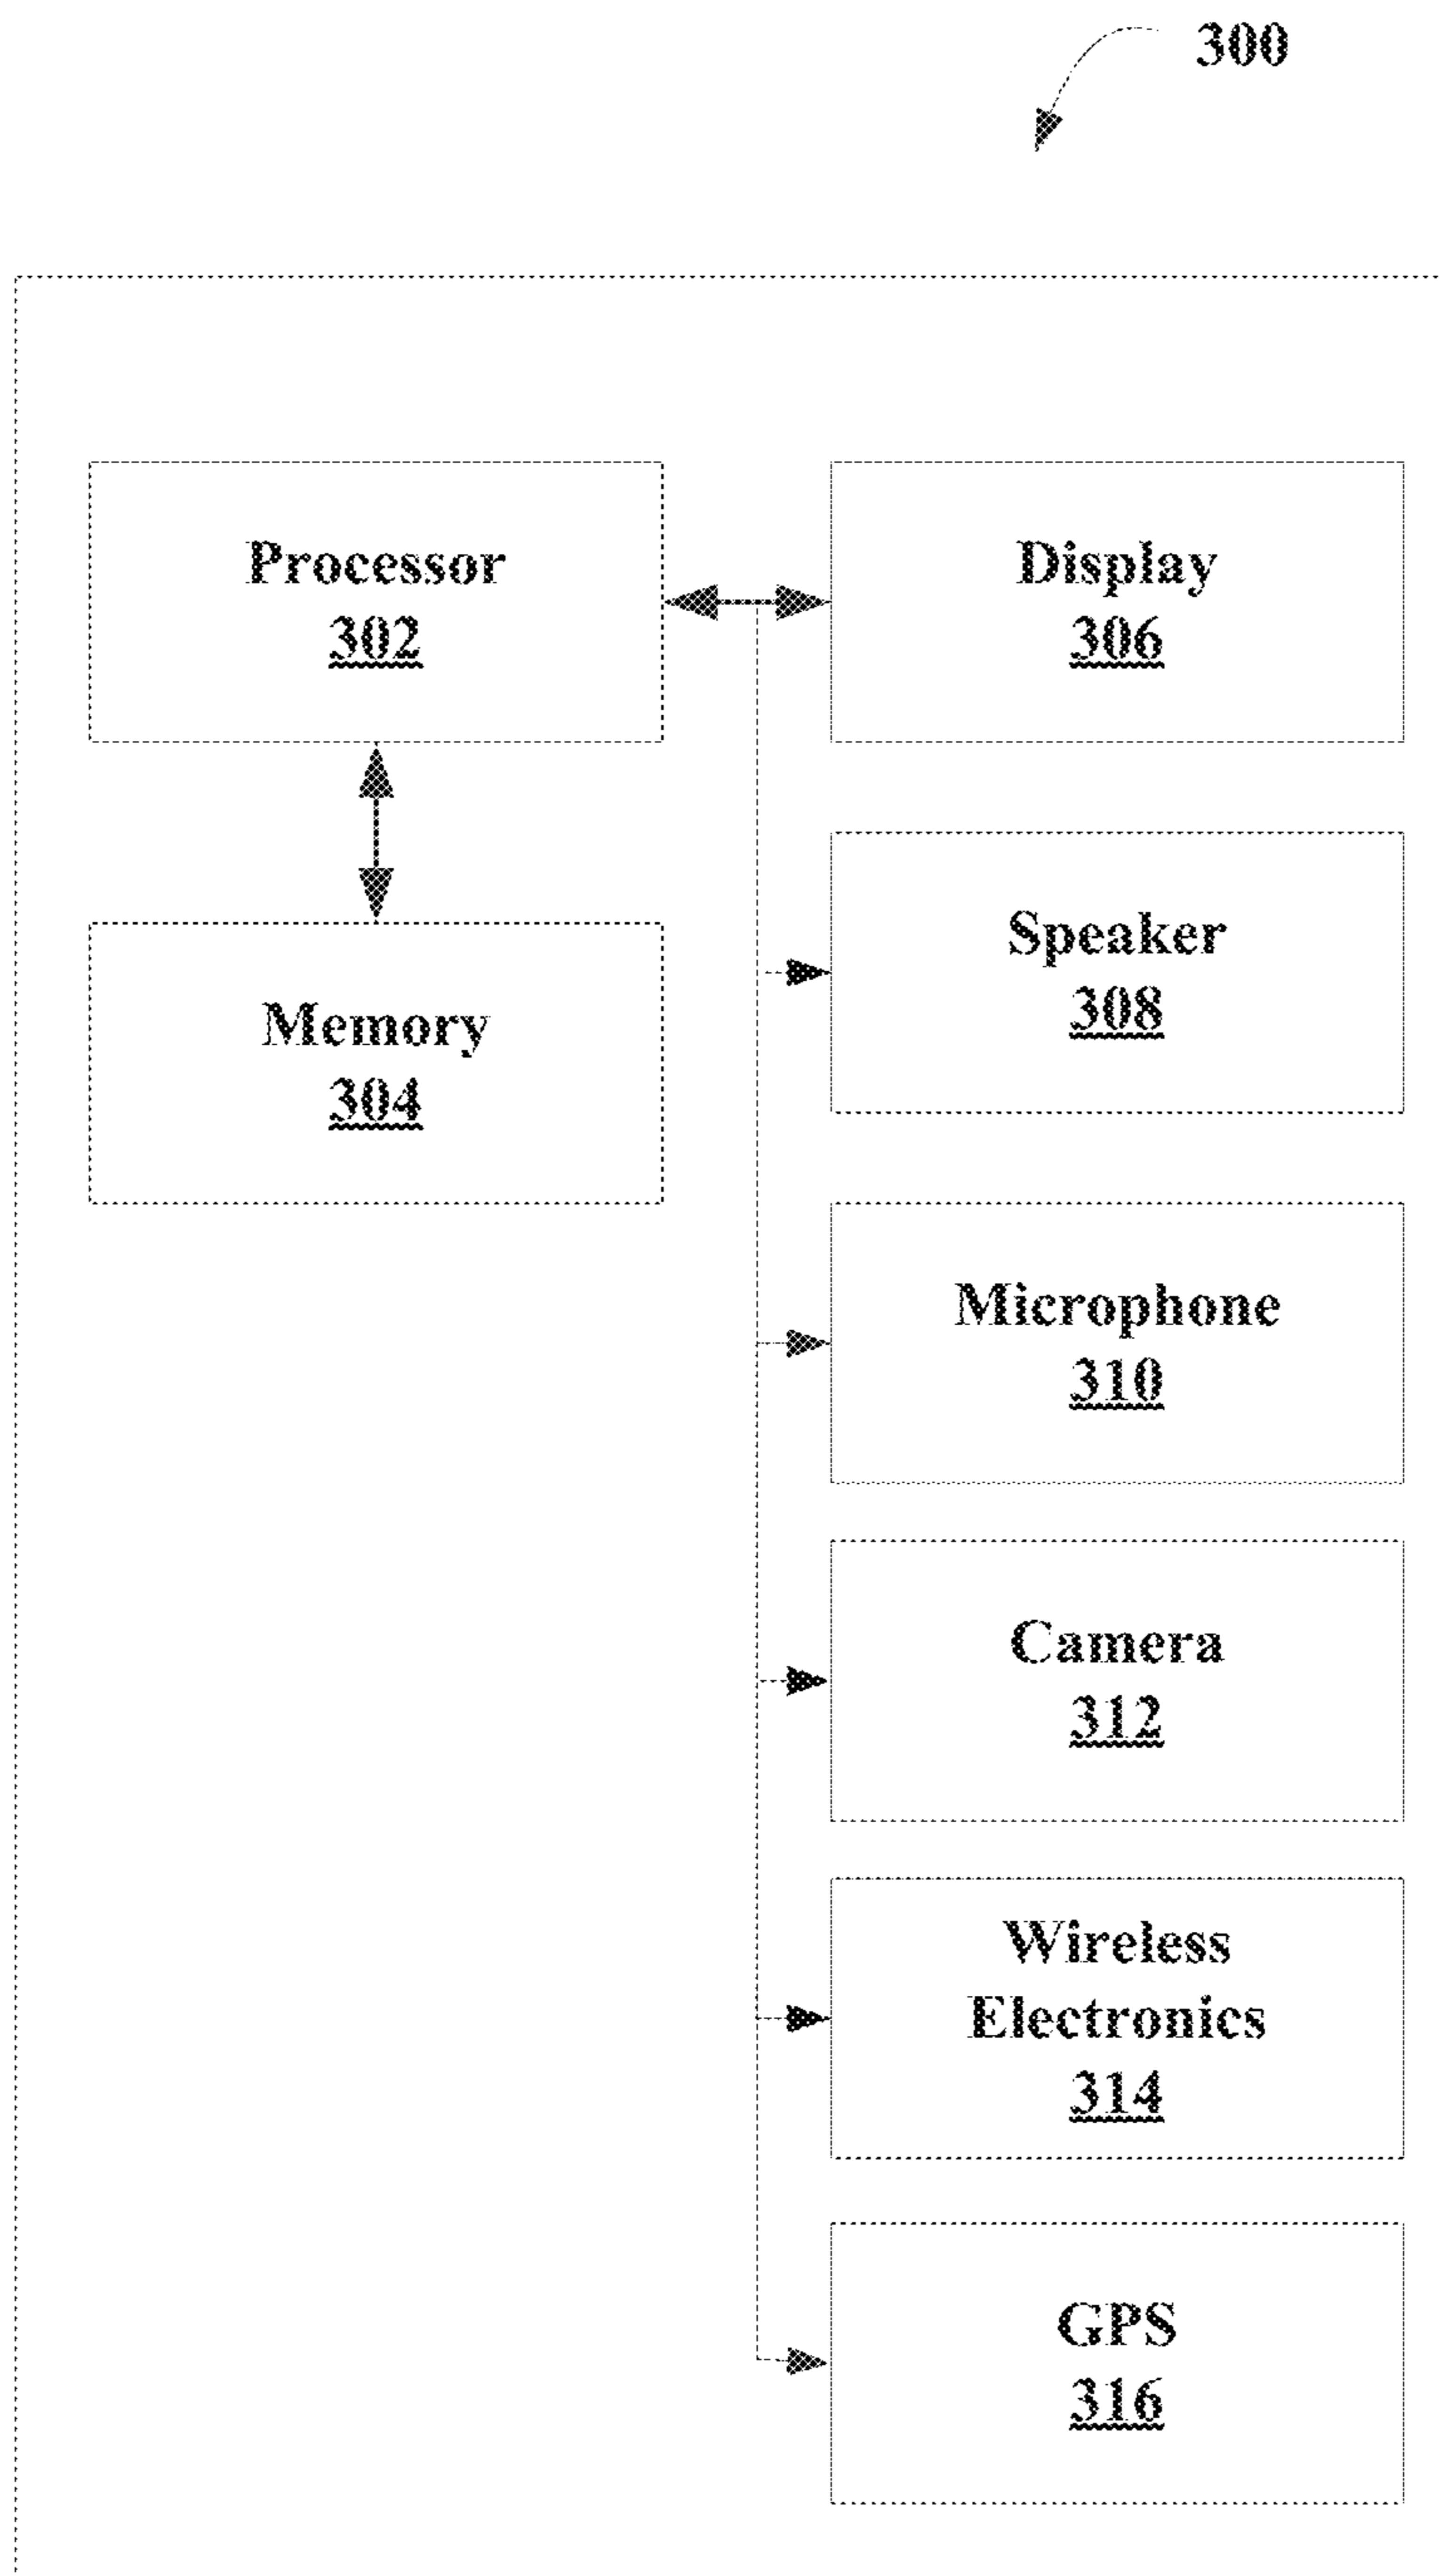 300
Processor
302
Display
306
Memory
304
Speaker
308
Microphone
310
Camera
312
Wireless
Electronics
314
GPS
316